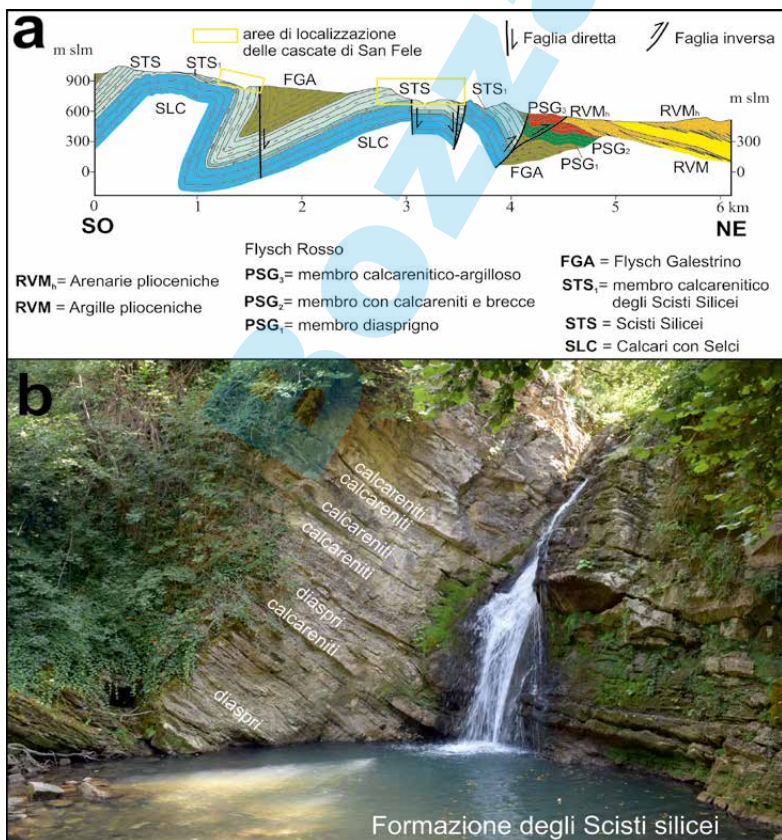 a
m slm
STS
STS₁
aree di localizzazione
delle cascate di San Fele
Faglia diretta
Faglia inversa
900
600
300
0
SLC
FGA
SLC
STS
STS₁
PSG₃
RVMₕ
RVMₕ
m slm
300
0
FGA
PSG₁
PSG₂
RVM
0 1 2 3 4 5 6 km
SO NE
RVMₕ= Arenarie plioceniche
RVM = Argille plioceniche
Flysch Rosso
PSG₃= membro calcarenitico-argilloso
PSG₂= membro con calcareniti e brecce
PSG₁= membro diasprigno
FGA = Flysch Galestrino
STS₁= membro calcarenitico
degli Scisti Silicei
STS = Scisti Silicei
SLC = Calcari con Selci
b
calcareniti
calcareniti
calcareniti
calcareniti
diaspri
calcareniti
diaspri
Formazione degli Scisti silicei